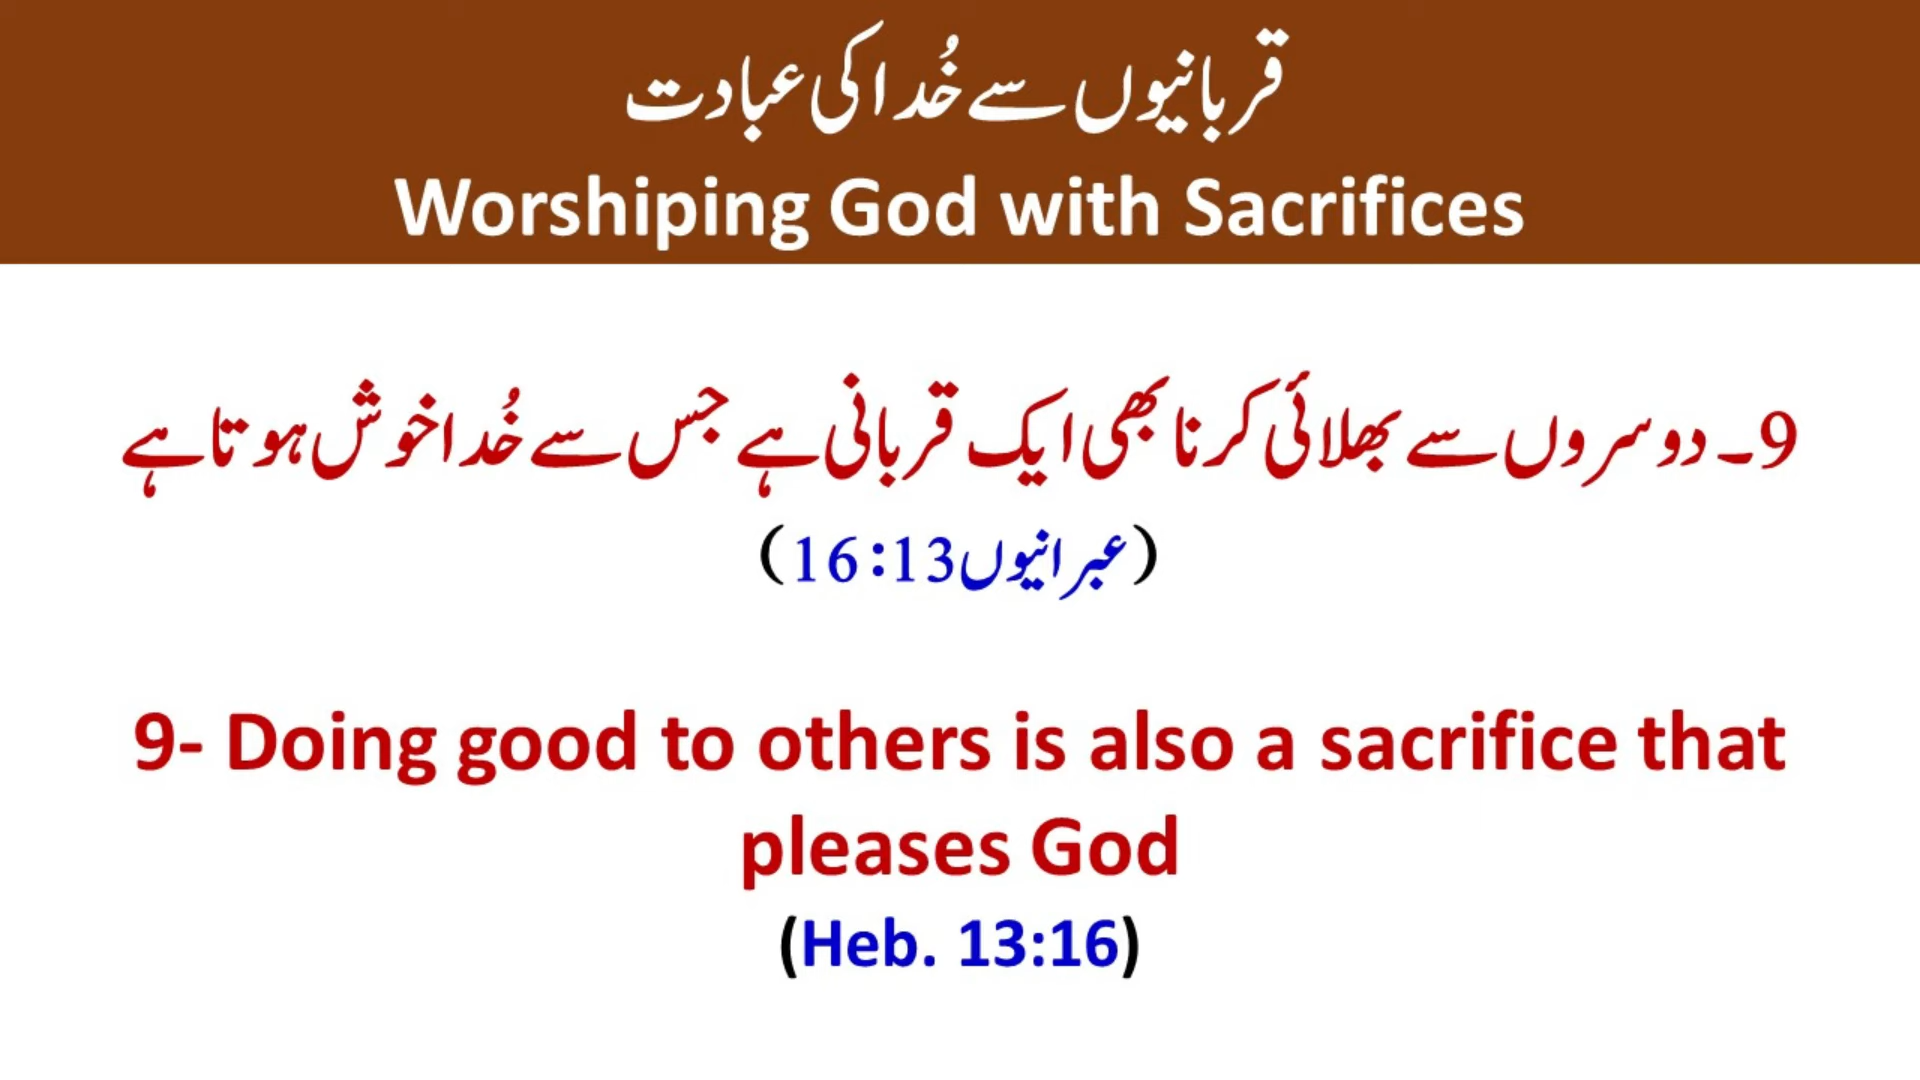 قربانیوں سے خُدا کی عبادت
Worshiping God with Sacrifices
9۔ دوسروں سے بھلائی کرنا بھی ایک قربانی ہے جس سے خُدا خوش ہوتا ہے
(عبرانیوں 13:16)
9- Doing good to others is also a sacrifice that
pleases God
(Heb. 13:16)